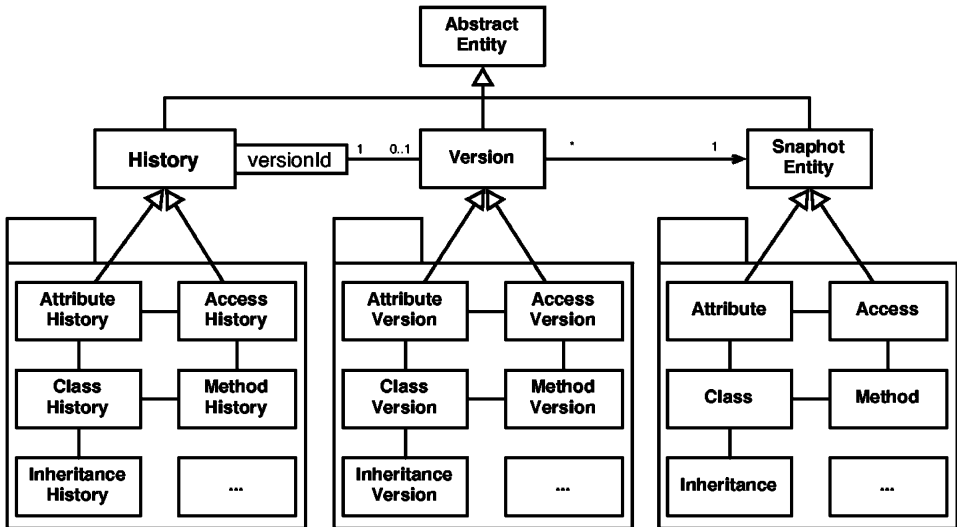 Abstract
Entity
History
versionId
1
0..1
Version
*
1
Snaphot
Entity
Attribute
History
Access
History
Class
History
Method
History
Inheritance
History
...
Attribute
Version
Access
Version
Class
Version
Method
Version
Inheritance
Version
...
Attribute
Access
Class
Method
Inheritance
...